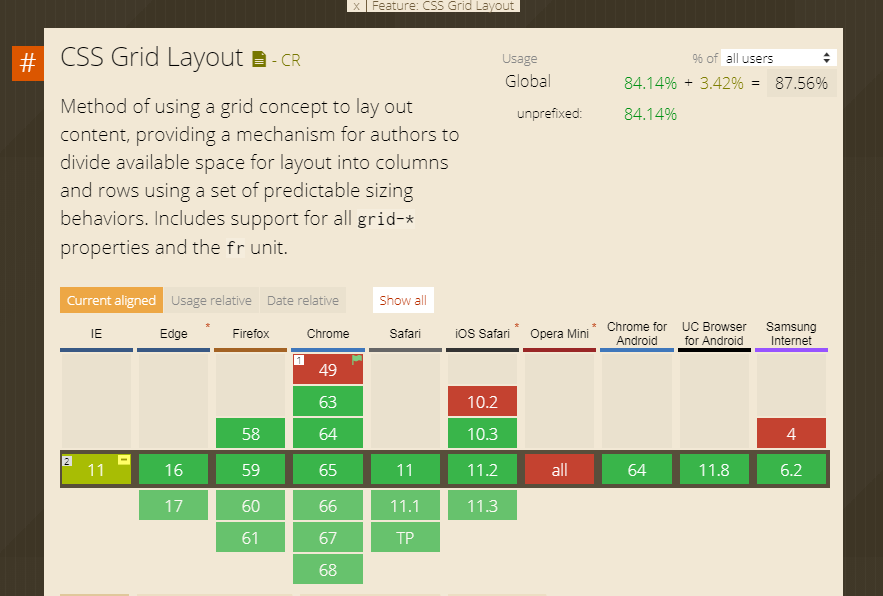 x Feature: CSS Grid Layout
#
CSS Grid Layout - CR
Usage % of all users
Global 84.14% + 3.42% = 87.56%
unprefixed: 84.14%
Method of using a grid concept to lay out
content, providing a mechanism for authors to
divide available space for layout into columns
and rows using a set of predictable sizing
behaviors. Includes support for all grid-*
properties and the fr unit.
Current aligned Usage relative Date relative Show all
IE Edge * Firefox Chrome Safari iOS Safari * Opera Mini * Chrome for Android UC Browser for Android Samsung Internet
1 49
63 10.2
58 64 10.3 4
2 11 16 59 65 11 11.2 all 64 11.8 6.2
17 60 66 11.1 11.3
61 67 TP
68